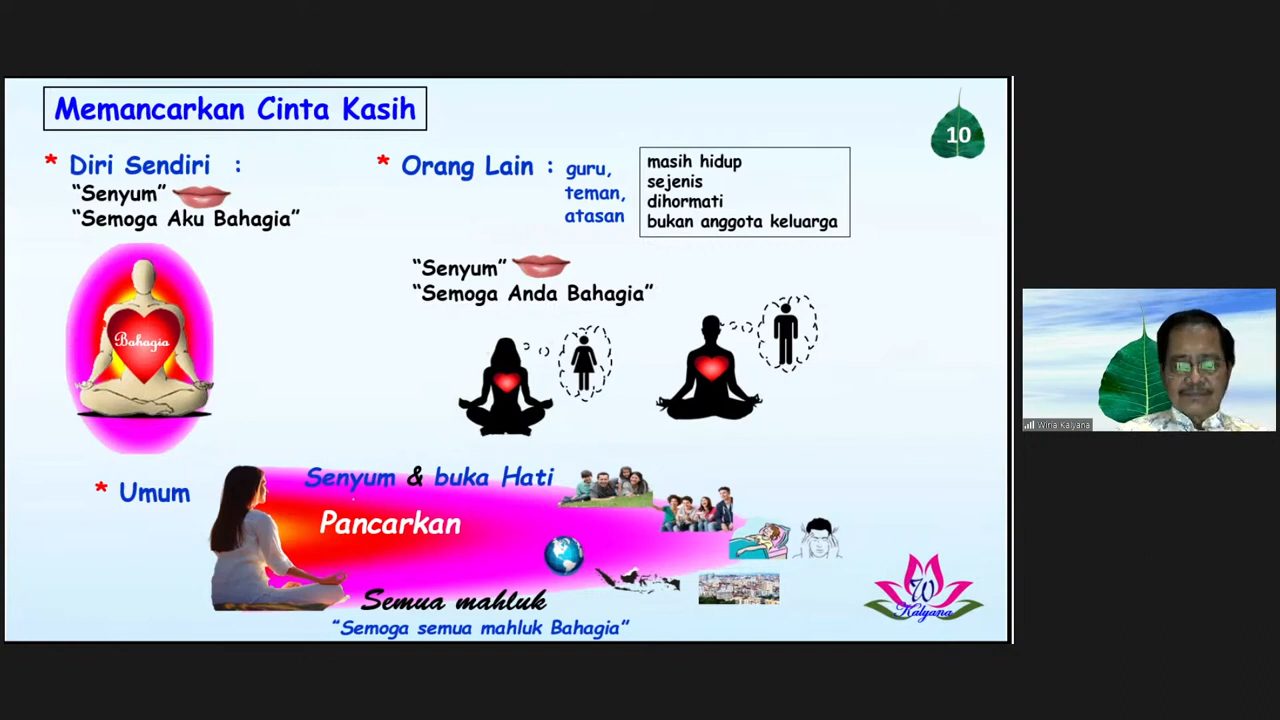 Memancarkan Cinta Kasih
10
* Diri Sendiri :
“Senyum”
“Semoga Aku Bahagia”
Bahagia
* Orang Lain : guru,
teman,
atasan
masih hidup
sejenis
dihormati
bukan anggota keluarga
“Senyum”
“Semoga Anda Bahagia”
* Umum
Senyum & buka Hati
Pancarkan
Semua mahluk
“Semoga semua mahluk Bahagia”
W
Kalyana
Wiria Kalyana